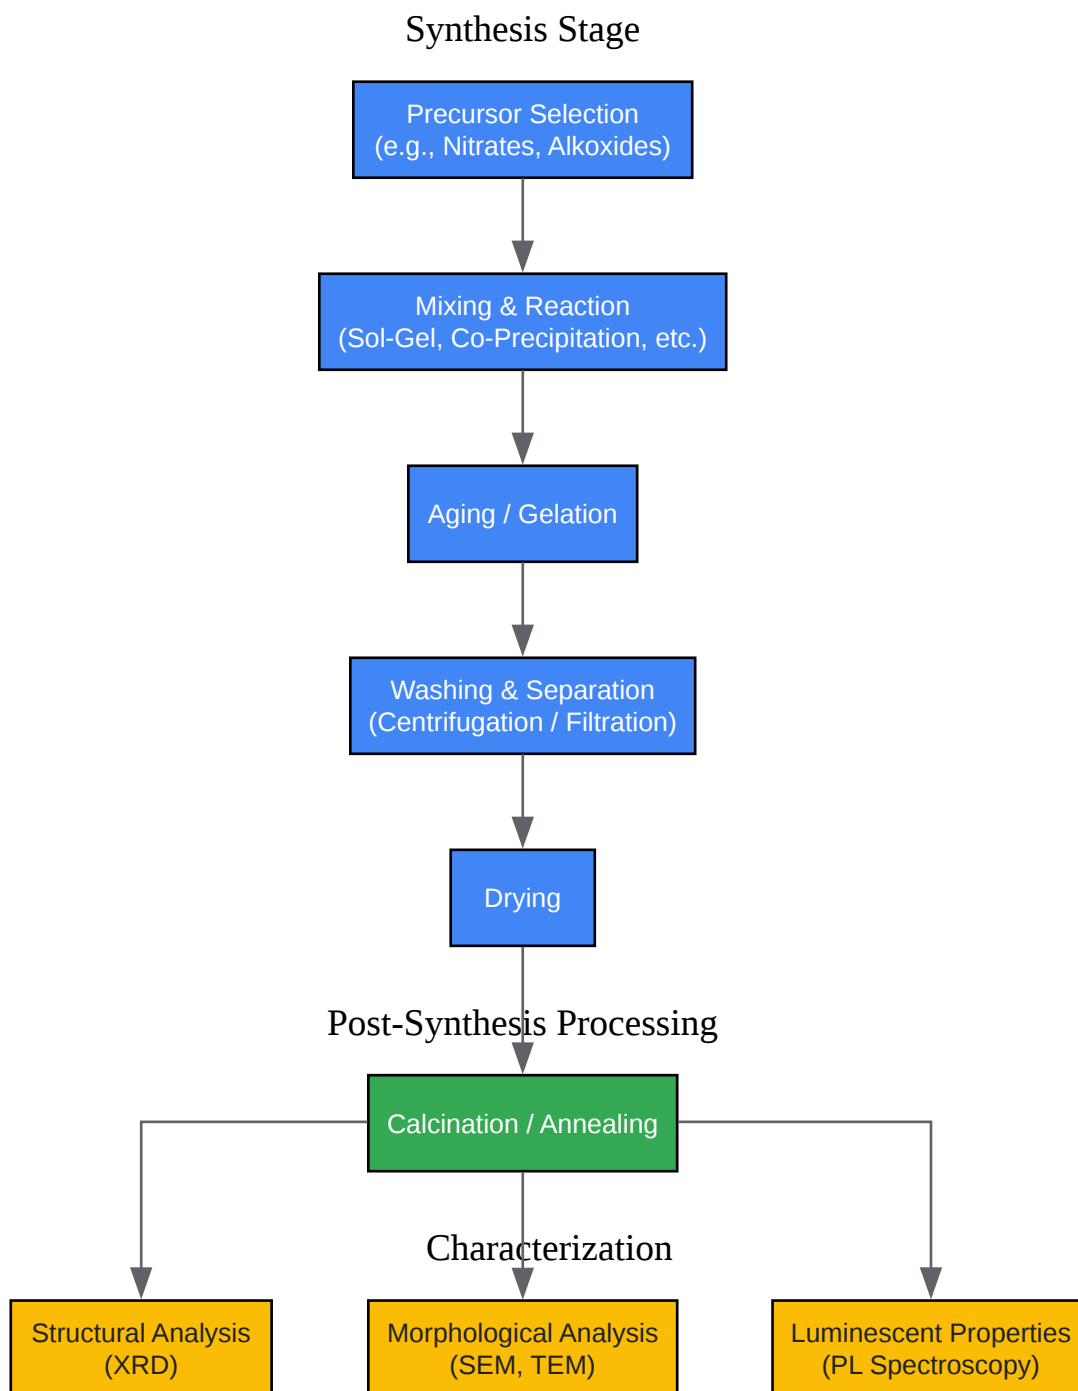 Synthesis Stage
Precursor Selection
(e.g., Nitrates, Alkoxides)
Mixing & Reaction
(Sol-Gel, Co-Precipitation, etc.)
Aging / Gelation
Washing & Separation
(Centrifugation / Filtration)
Drying
Post-Synthesis Processing
Calcination / Annealing
Characterization
Structural Analysis
(XRD)
Morphological Analysis
(SEM, TEM)
Luminescent Properties
(PL Spectroscopy)